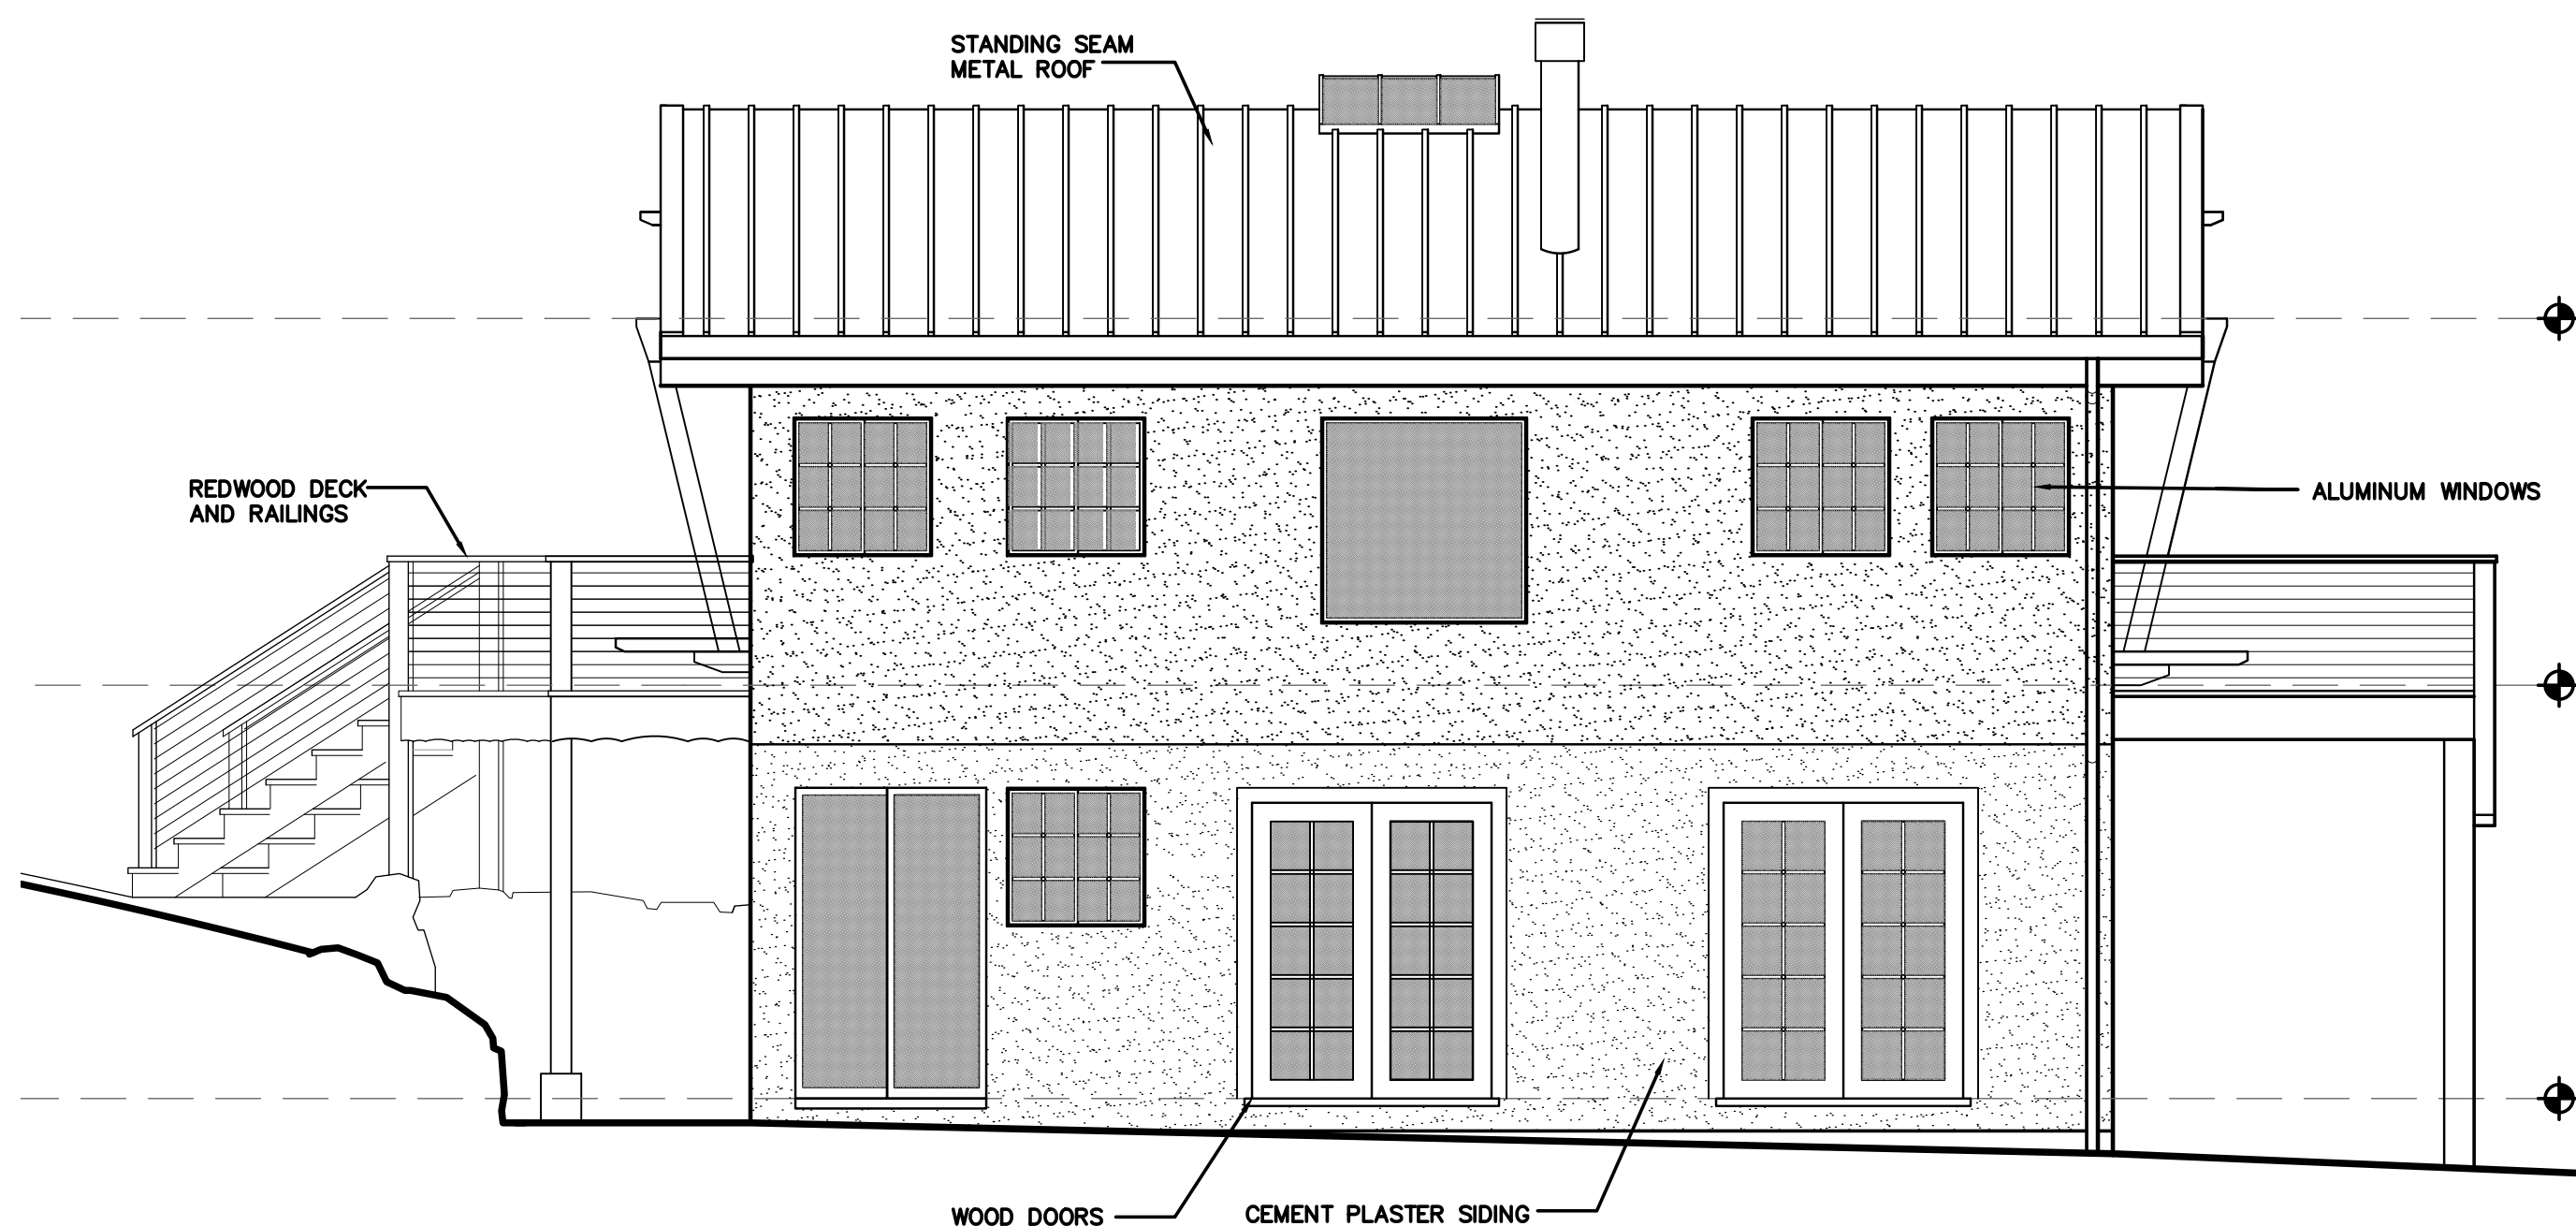 STANDING SEAM
METAL ROOF
REDWOOD DECK
AND RAILINGS
ALUMINUM WINDOWS
WOOD DOORS
CEMENT PLASTER SIDING